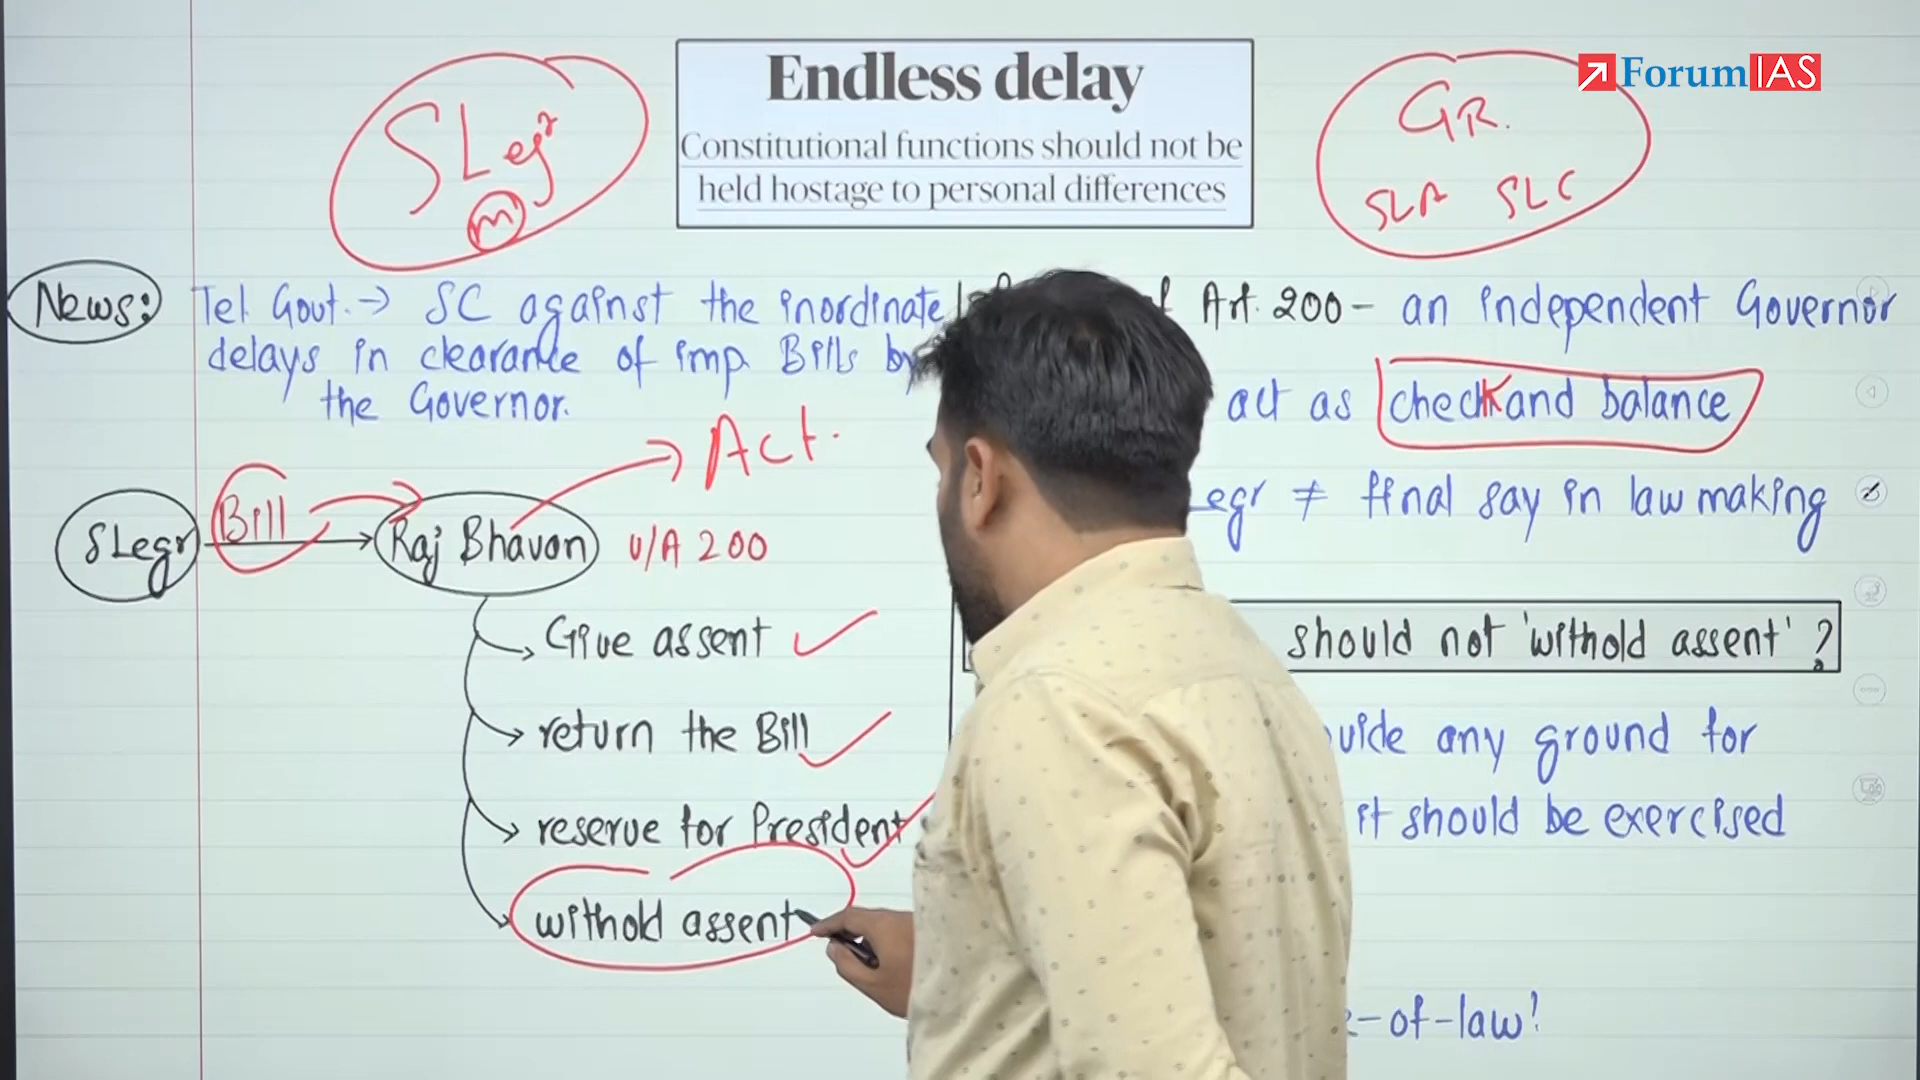 Endless delay
Constitutional functions should not be
held hostage to personal differences
ForumIAS
SLegr
m
GR.
SLA SLC
News:
Tel. Govt. → SC against the inordinate
delays in clearance of imp. Bills by
the Governor.
Art. 200 - an independent Governor
act as check and balance
Legr ≠ final say in law making
Act.
SLegr
Bill
Raj Bhavan
U/A 200
Give assent
return the Bill
reserve for President
withold assent
should not 'withold assent' ?
any ground for
it should be exercised
-of-law'